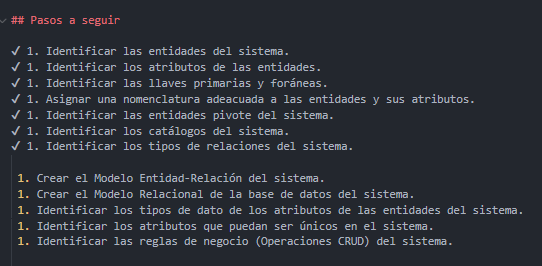 ## Pasos a seguir
✓ 1. Identificar las entidades del sistema.
✓ 1. Identificar los atributos de las entidades.
✓ 1. Identificar las llaves primarias y foráneas.
✓ 1. Asignar una nomenclatura adeacuada a las entidades y sus atributos.
✓ 1. Identificar las entidades pivote del sistema.
✓ 1. Identificar los catálogos del sistema.
✓ 1. Identificar los tipos de relaciones del sistema.
1. Crear el Modelo Entidad-Relación del sistema.
1. Crear el Modelo Relacional de la base de datos del sistema.
1. Identificar los tipos de dato de los atributos de las entidades del sistema.
1. Identificar los atributos que puedan ser únicos en el sistema.
1. Identificar las reglas de negocio (Operaciones CRUD) del sistema.